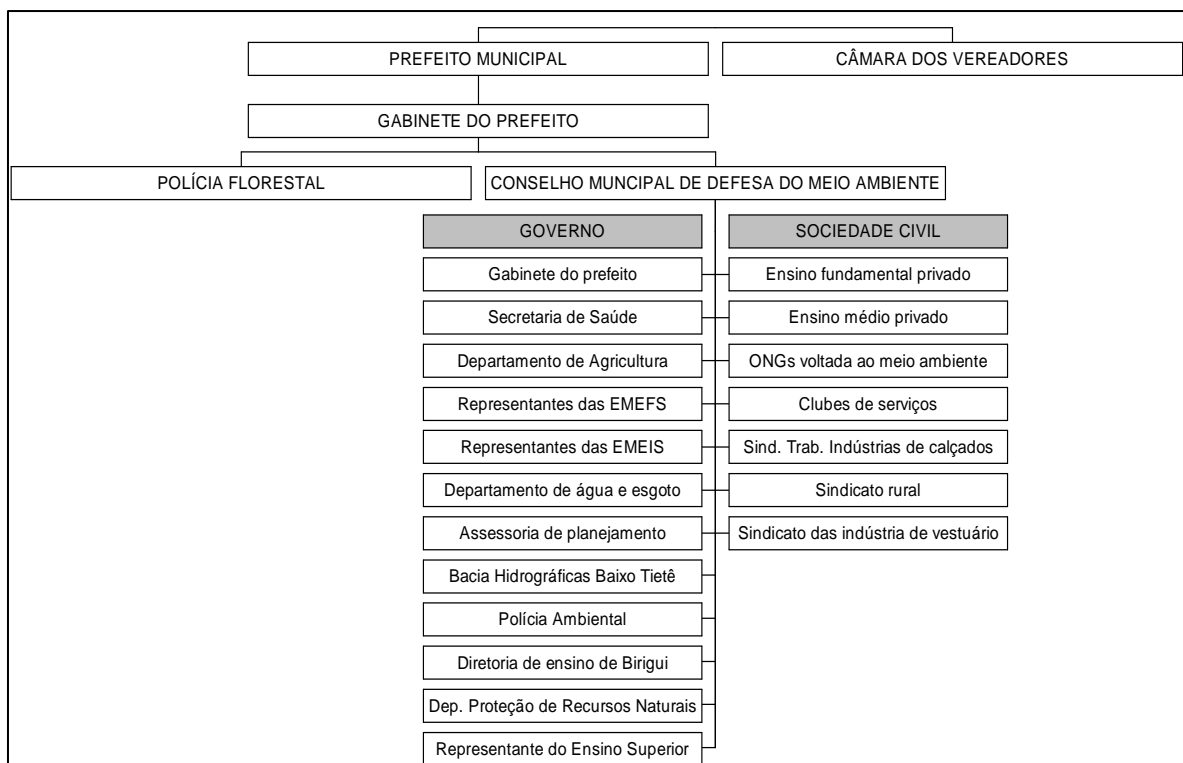 PREFEITO MUNICIPAL
CÂMARA DOS VEREADORES
GABINETE DO PREFEITO
POLÍCIA FLORESTAL
CONSELHO MUNCIPAL DE DEFESA DO MEIO AMBIENTE
GOVERNO
SOCIEDADE CIVIL
Gabinete do prefeito
Ensino fundamental privado
Secretaria de Saúde
Ensino médio privado
Departamento de Agricultura
ONGs voltada ao meio ambiente
Representantes das EMEFS
Clubes de serviços
Representantes das EMEIS
Sind. Trab. Indústrias de calçados
Departamento de água e esgoto
Sindicato rural
Assessoria de planejamento
Sindicato das indústria de vestuário
Bacia Hidrográficas Baixo Tietê
Polícia Ambiental
Diretoria de ensino de Birigui
Dep. Proteção de Recursos Naturais
Representante do Ensino Superior